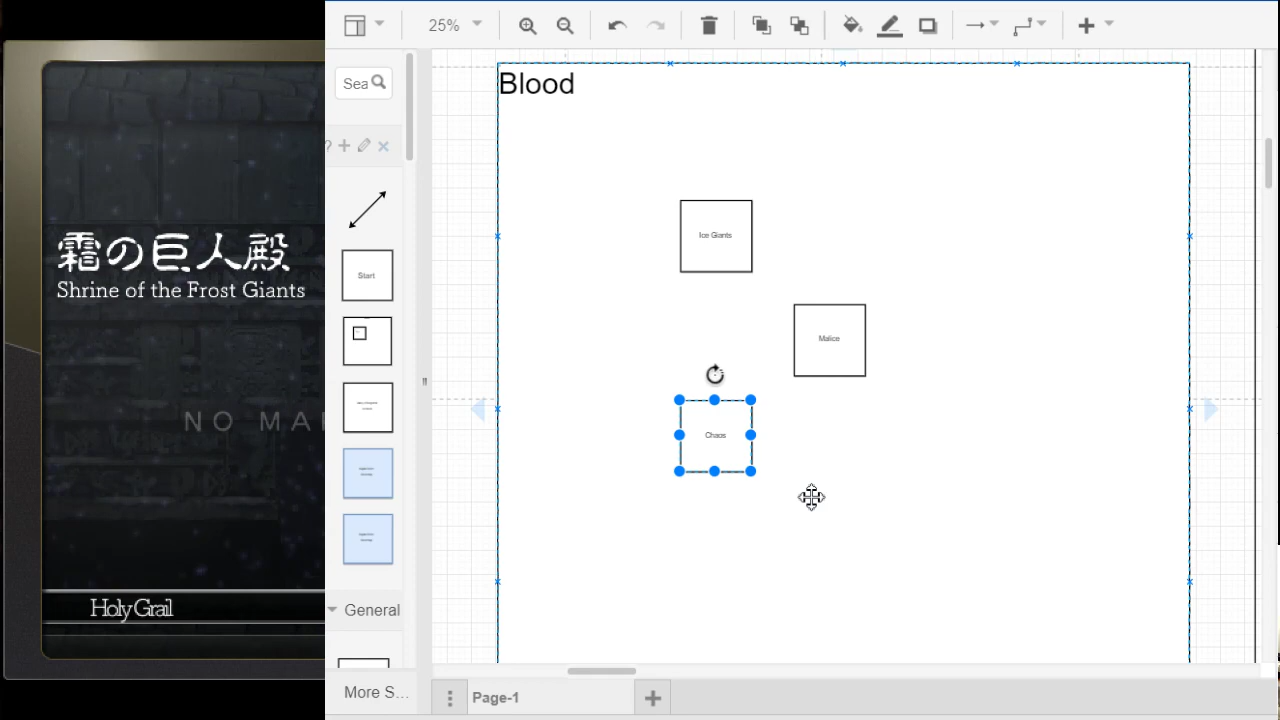 25%
Sea
Blood
?
Start
霜の巨人殿
Shrine of the Frost Giants
Ice Giants
Malice
NO MA
Chaos
Holy Grail
General
More S...
Page-1